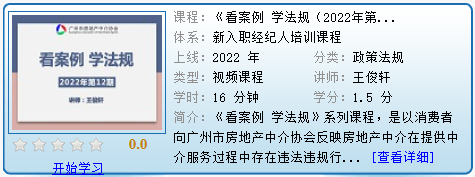 广州市房地产中介协会
看案例 学法规
2022年第12期
讲师：王俊轩
0.0
开始学习
课程：《看案例 学法规（2022年第...
体系：新入职经纪人培训课程
上线：2022 年 分类：政策法规
类型：视频课程 讲师：王俊轩
学时：16 分钟 学分：1.5 分
简介：《看案例 学法规》系列课程，是以消费者
向广州市房地产中介协会反映房地产中介在提供中
介服务过程中存在违法违规行... [查看详细]